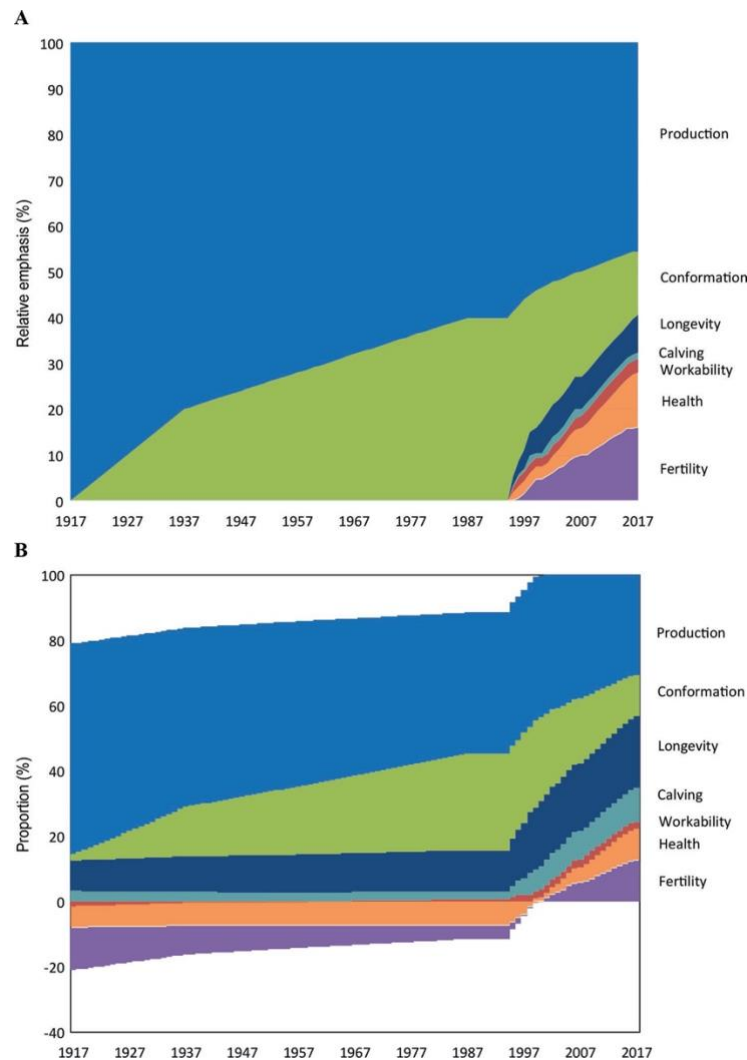 A
100
90
80
70
60
50
40
30
20
10
0
Relative emphasis (%)
Production
Conformation
Longevity
Calving
Workability
Health
Fertility
1917 1927 1937 1947 1957 1967 1977 1987 1997 2007 2017
B
100
80
60
40
20
0
-20
-40
Proportion (%)
Production
Conformation
Longevity
Calving
Workability
Health
Fertility
1917 1927 1937 1947 1957 1967 1977 1987 1997 2007 2017